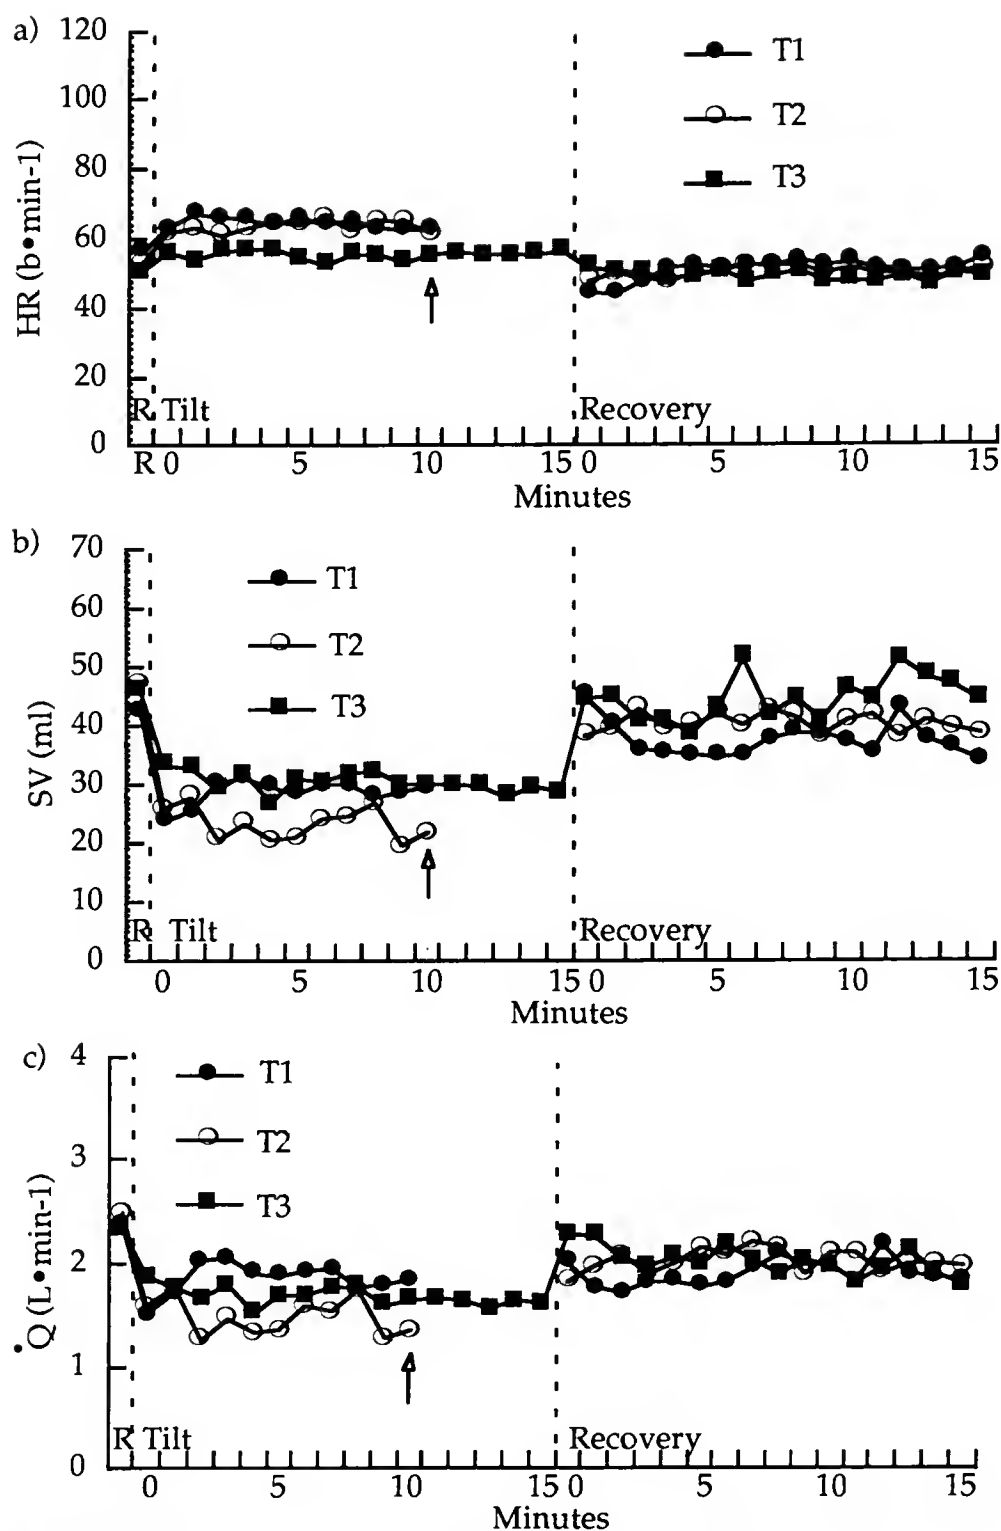 a)
120
100
80
60
40
20
0
HR (b•min-1)
T1
T2
T3
R Tilt
Recovery
R 0 5 10 15 0 5 10 15
Minutes
b)
70
60
50
40
30
20
10
0
SV (ml)
T1
T2
T3
R Tilt
Recovery
0 5 10 15 0 5 10 15
Minutes
c)
4
3
2
1
0
Q̇ (L•min-1)
T1
T2
T3
R Tilt
Recovery
0 5 10 15 0 5 10 15
Minutes